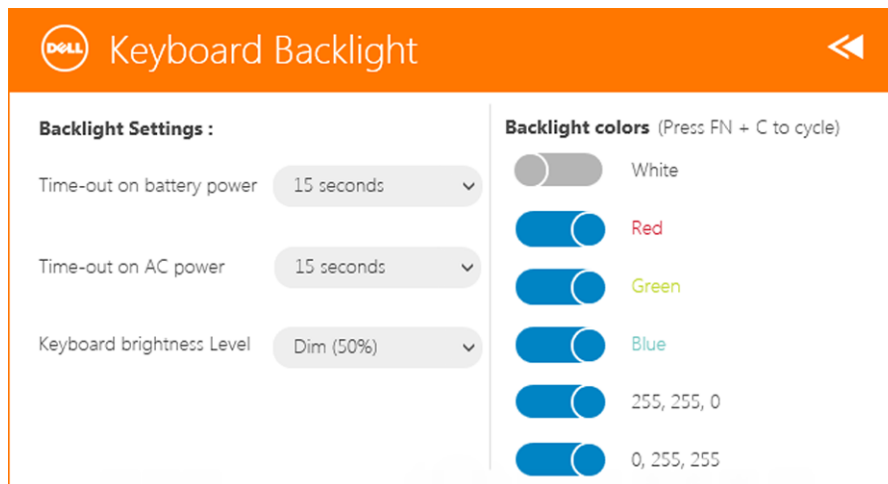 DELL Keyboard Backlight
Backlight Settings :
Time-out on battery power 15 seconds
Time-out on AC power 15 seconds
Keyboard brightness Level Dim (50%)
Backlight colors (Press FN + C to cycle)
White
Red
Green
Blue
255, 255, 0
0, 255, 255